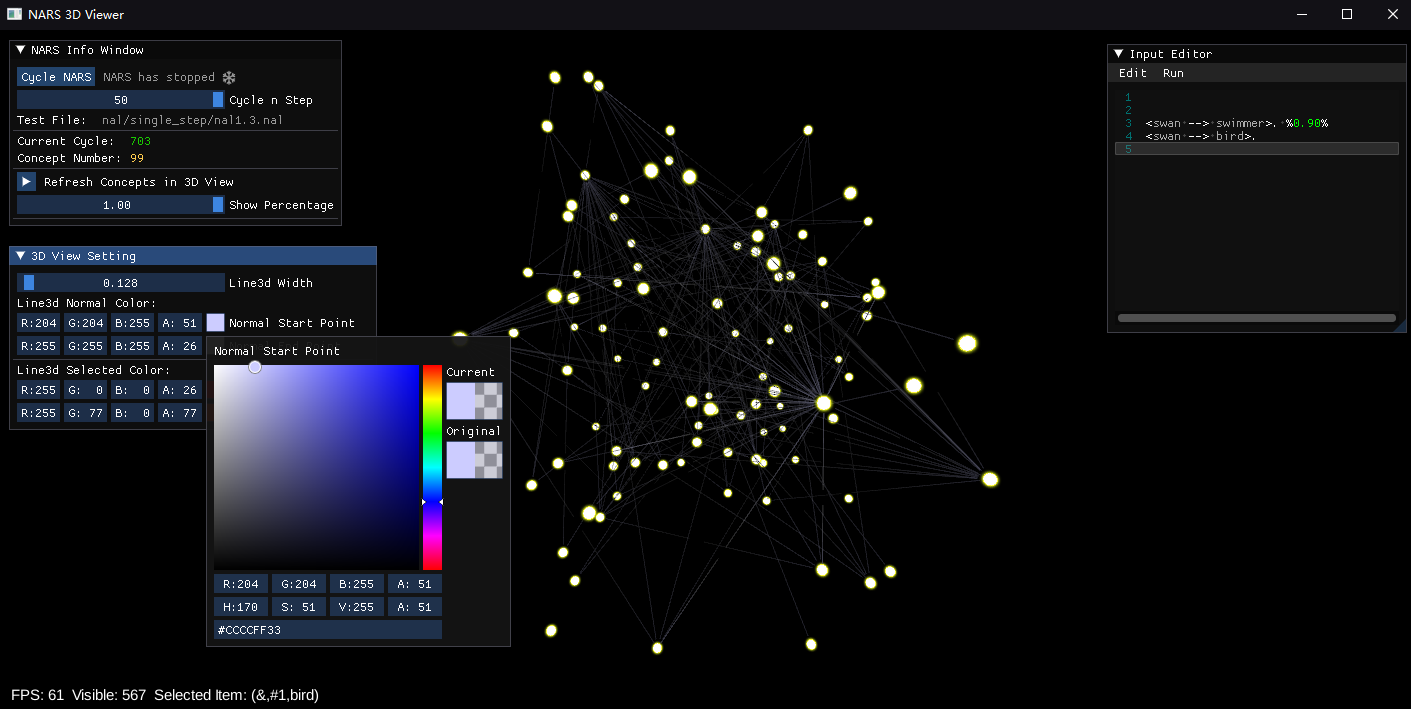 NARS 3D Viewer
NARS Info Window
Cycle NARS NARS has stopped
50 Cycle n Step
Test File: nal/single_step/nal1.3.nal
Current Cycle: 703
Concept Number: 99
Refresh Concepts in 3D View
1.00 Show Percentage
3D View Setting
0.128 Line3d Width
Line3d Normal Color:
R:204 G:204 B:255 A: 51 Normal Start Point
R:255 G:255 B:255 A: 26
Line3d Selected Color:
R:255 G: 0 B: 0 A: 26
R:255 G: 77 B: 0 A: 77
Normal Start Point
Current
Original
R:204 G:204 B:255 A: 51
H:170 S: 51 V:255 A: 51
#CCCCFF33
Input Editor
Edit Run
1
2
3 <swan --> swimmer>. %0.90%
4 <swan --> bird>.
5
FPS: 61 Visible: 567 Selected Item: (&,#1,bird)